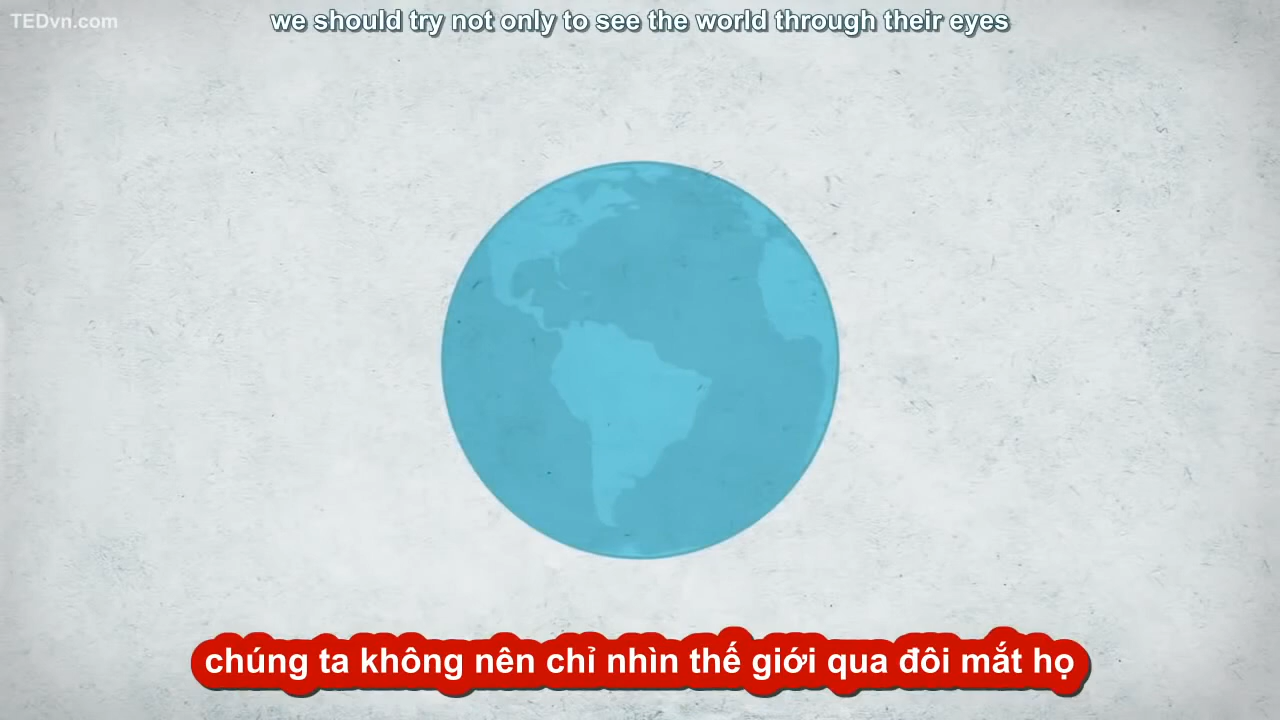 TEDvn.com
we should try not only to see the world through their eyes
chúng ta không nên chỉ nhìn thế giới qua đôi mắt họ